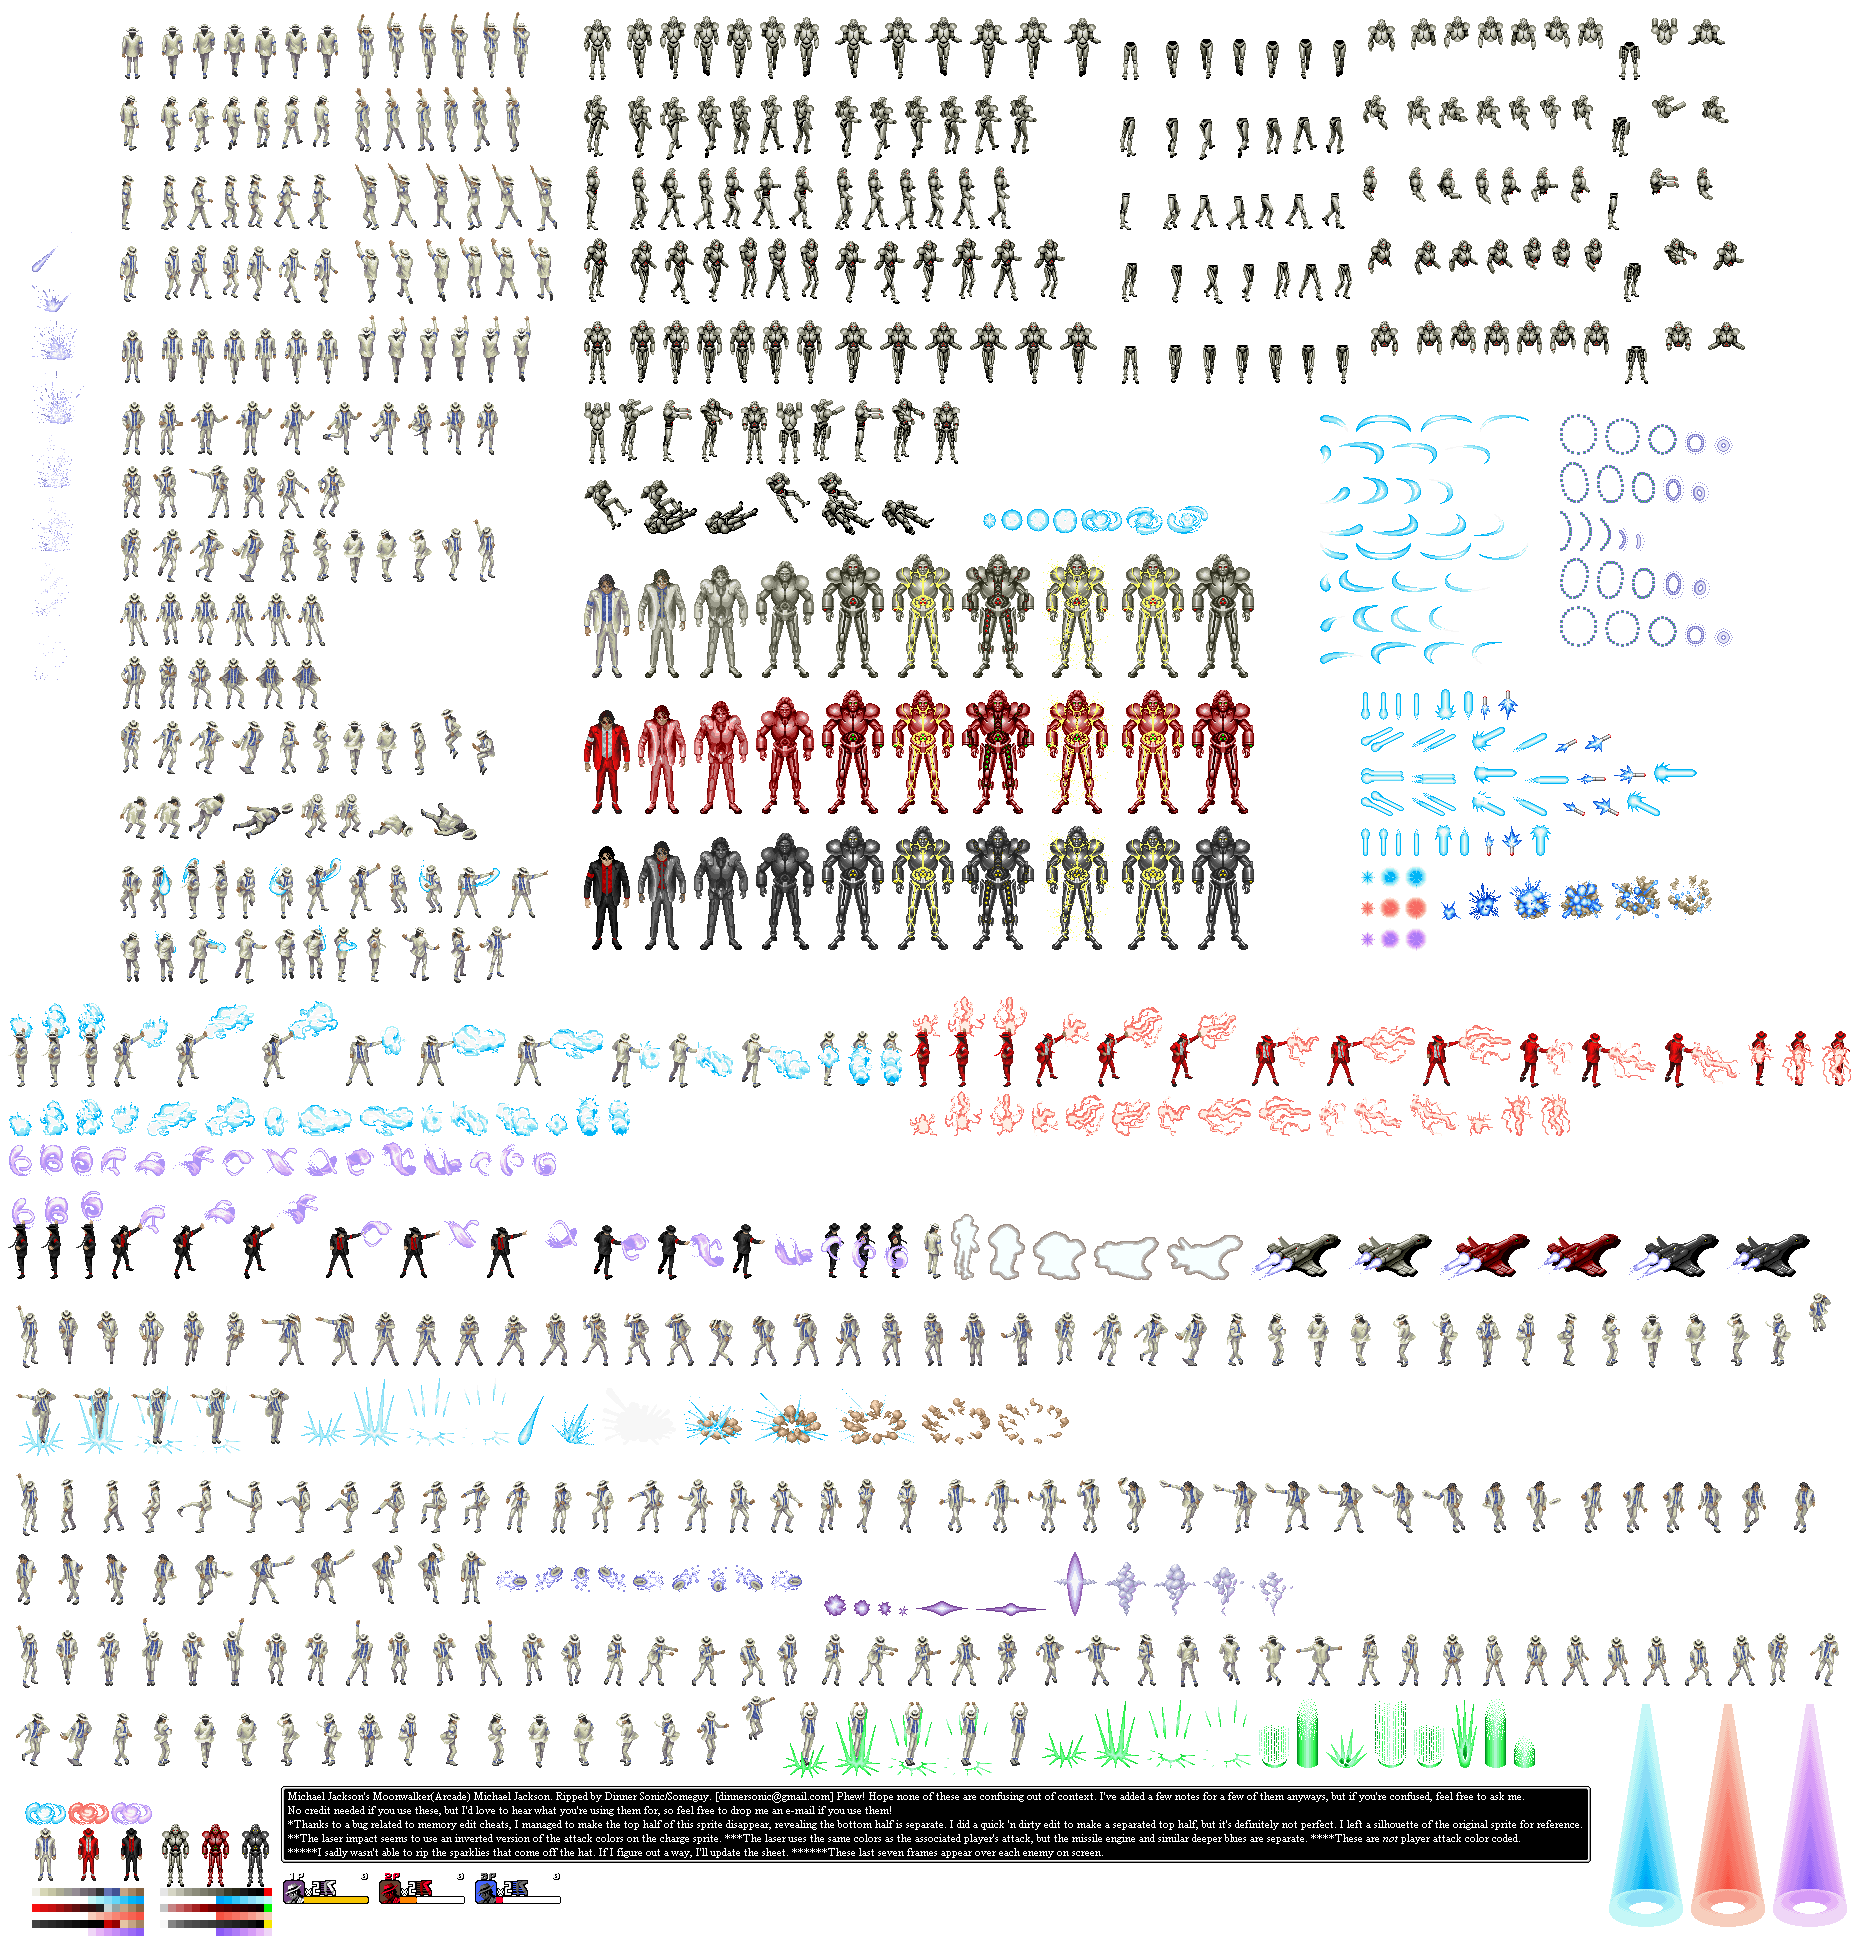 Michael Jackson's Moonwalker(Arcade) Michael Jackson. Ripped by Dinner Sonic/Someguy. [dinnersonic@gmail.com] Phew! Hope none of these are confusing out of context. I've added a few notes for a few of them anyways, but if you're confused, feel free to ask me.
No credit needed if you use these, but I'd love to hear what you're using them for, so feel free to drop me an e-mail if you use them!
*Thanks to a bug related to memory edit cheats, I managed to make the top half of this sprite disappear, revealing the bottom half is separate. I did a quick 'n dirty edit to make a separated top half, but it's definitely not perfect. I left a silhouette of the original sprite for reference.
**The laser impact seems to use an inverted version of the attack colors on the charge sprite. ***The laser uses the same colors as the associated player's attack, but the missile engine and similar deeper blues are separate. ****These are not player attack color coded.
*****I sadly wasn't able to rip the sparklies that come off the hat. If I figure out a way, I'll update the sheet. ******These last seven frames appear over each enemy on screen.
1P 0 2P 0 3P 0